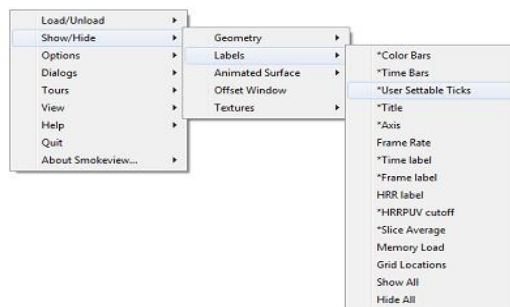 Load/Unload
Show/Hide
Options
Dialogs
Tours
View
Help
Quit
About Smokeview...
Geometry
Labels
Animated Surface
Offset Window
Textures
*Color Bars
*Time Bars
*User Settable Ticks
*Title
*Axis
Frame Rate
*Time label
*Frame label
HRR label
*HRRPUV cutoff
*Slice Average
Memory Load
Grid Locations
Show All
Hide All